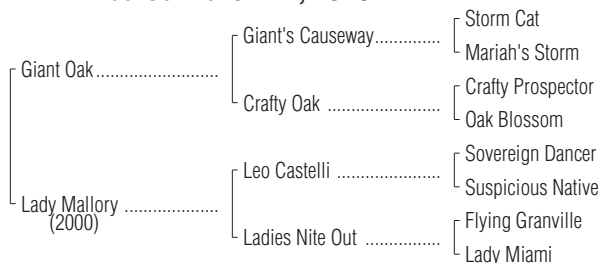 Storm Cat
Giant's Causeway..............
Mariah's Storm
Giant Oak..........................
Crafty Prospector
Crafty Oak ........................
Oak Blossom
Sovereign Dancer
Leo Castelli ......................
Suspicious Native
Lady Mallory ....................
(2000)
Flying Granville
Ladies Nite Out ................
Lady Miami